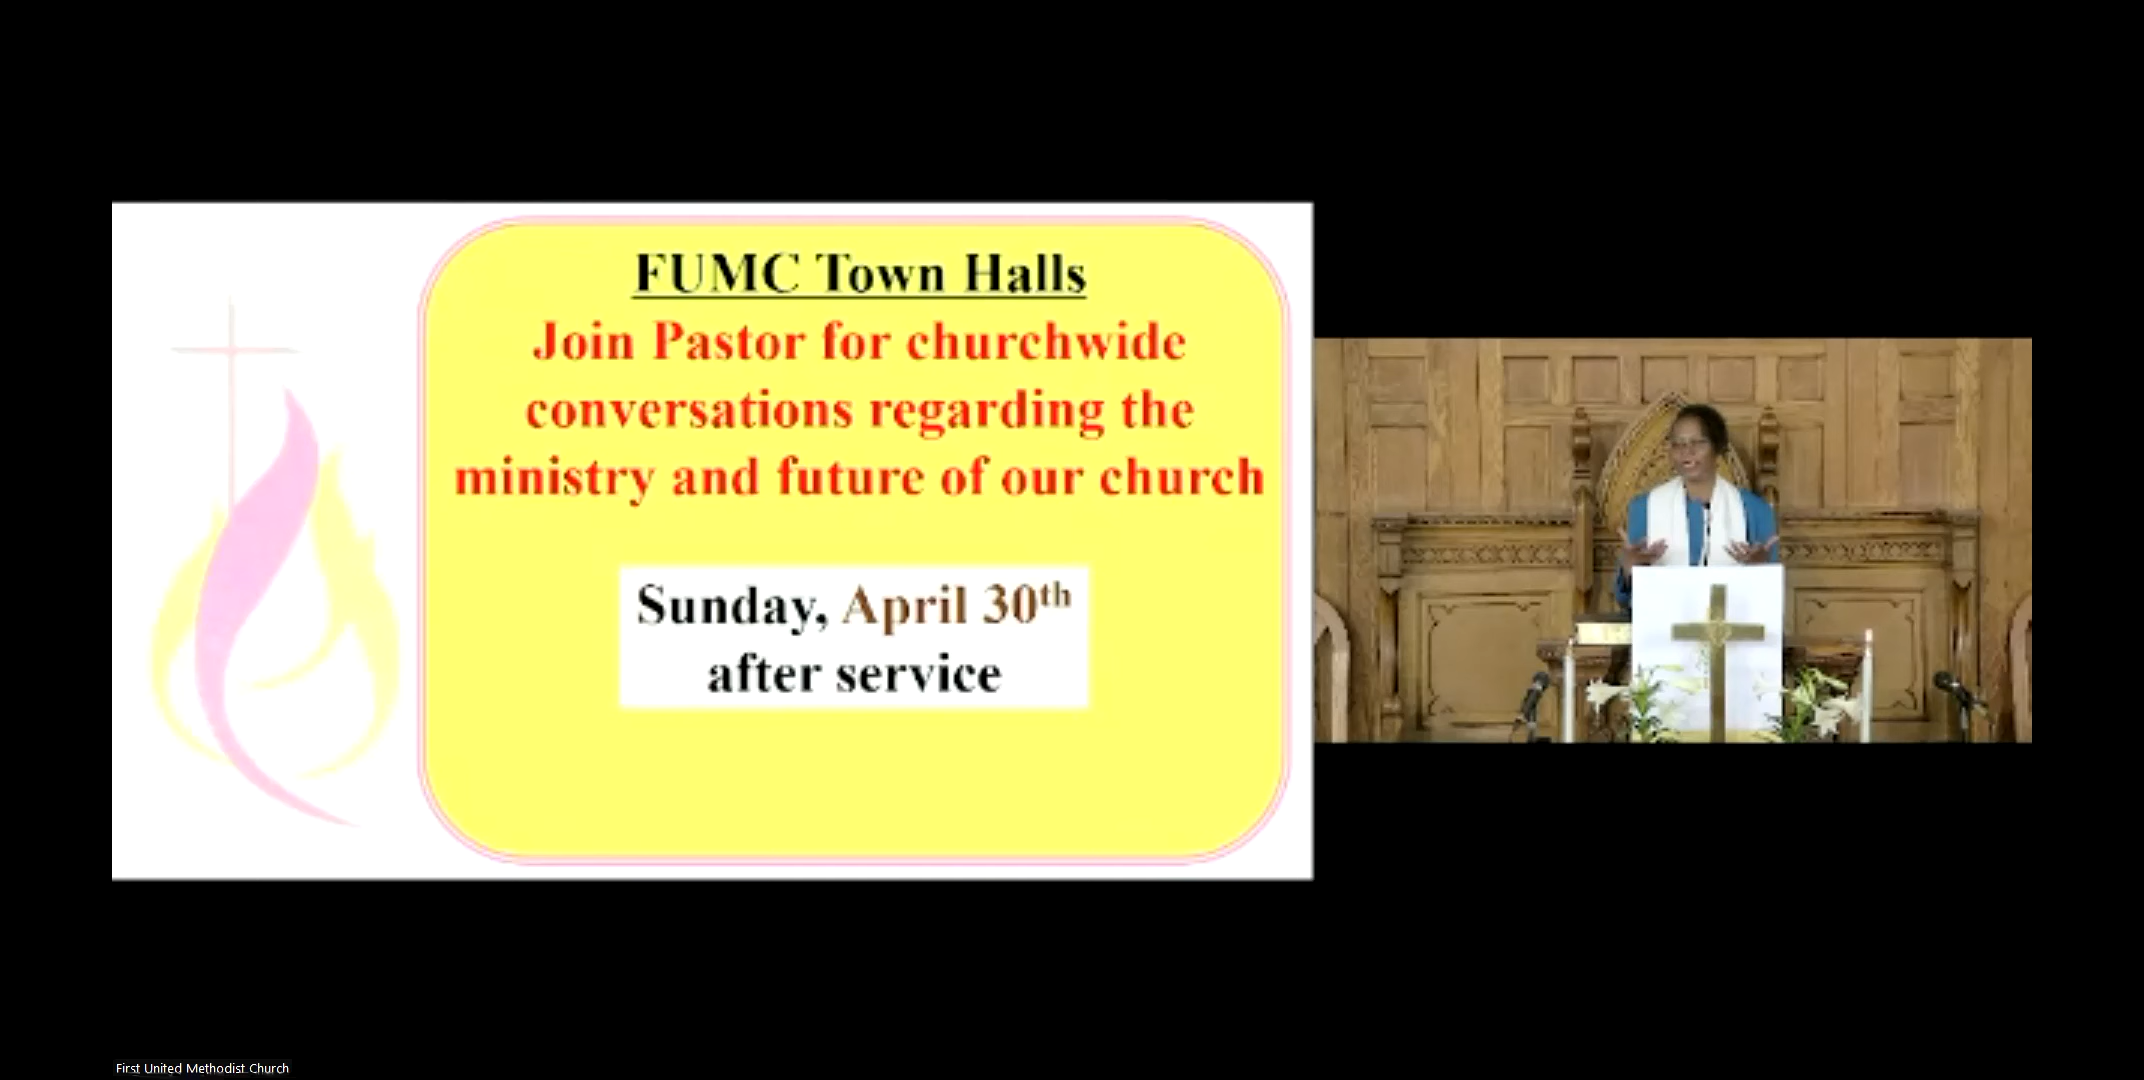 FUMC Town Halls
Join Pastor for churchwide
conversations regarding the
ministry and future of our church
Sunday, April 30th
after service
First United Methodist Church